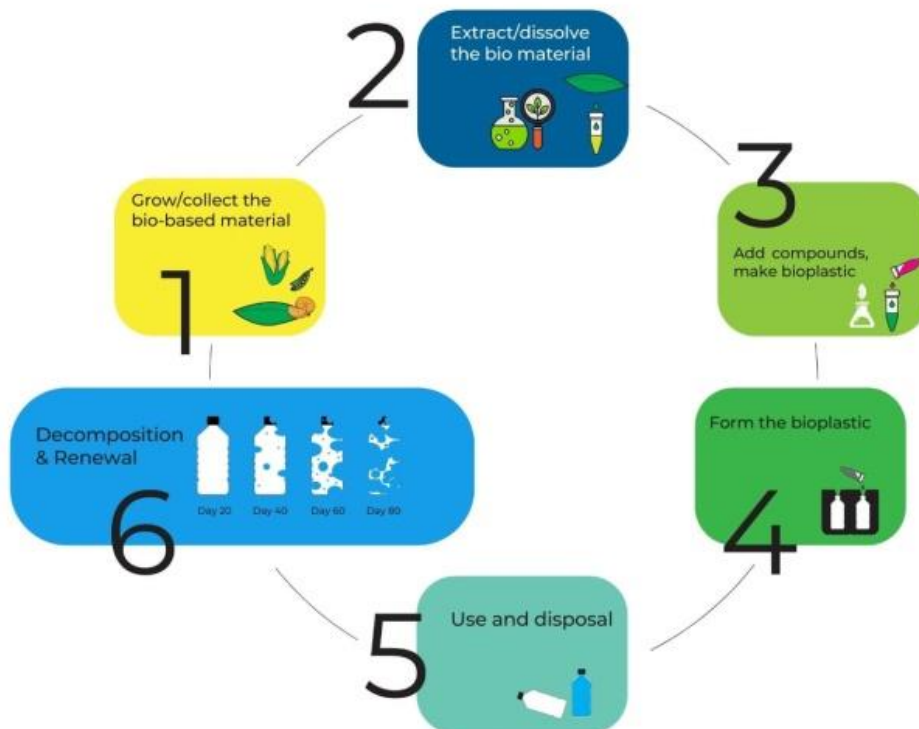 1
Grow/collect the
bio-based material
2
Extract/dissolve
the bio material
3
Add compounds,
make bioplastic
4
Form the bioplastic
5
Use and disposal
6
Decomposition
& Renewal
Day 20 Day 40 Day 60 Day 80